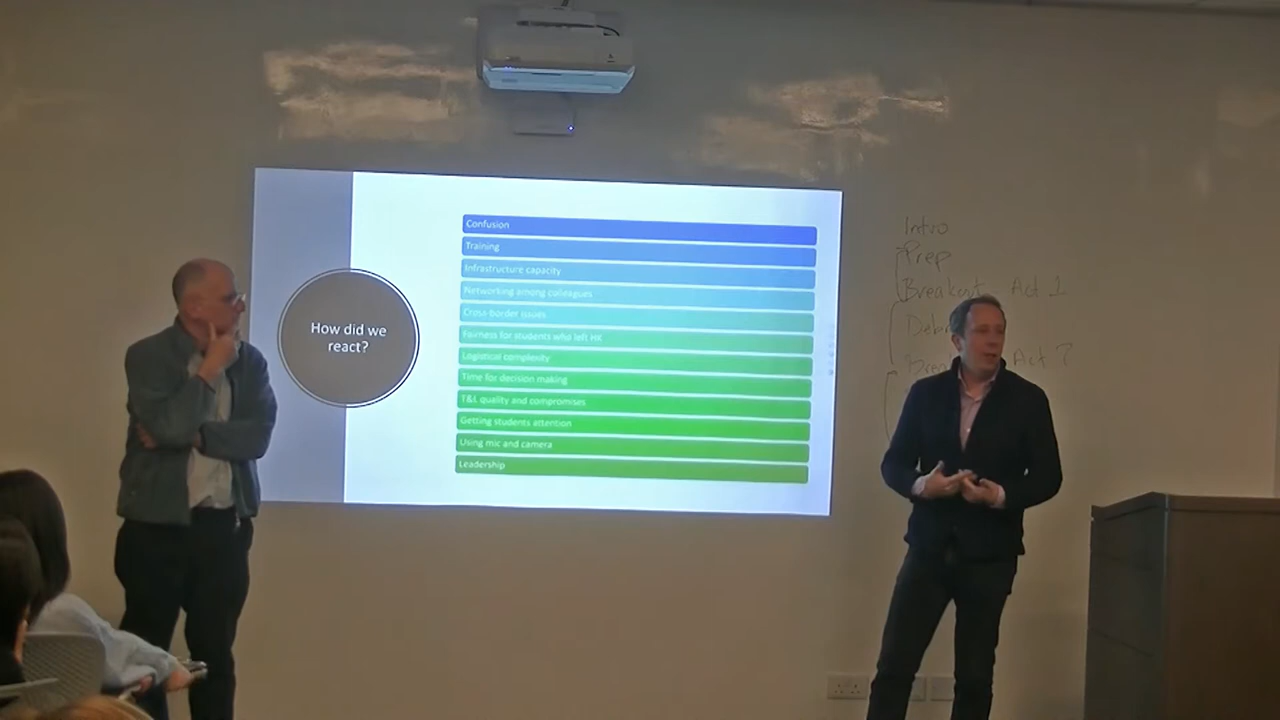 How did we
react?
Confusion
Training
Infrastructure capacity
Networking among colleagues
Cross-border issues
Fairness for students who left HK
Logistical complexity
Time for decision making
T&L quality and compromises
Getting students attention
Using mic and camera
Leadership
Intro
Prep
Breakout - Act 1
Act